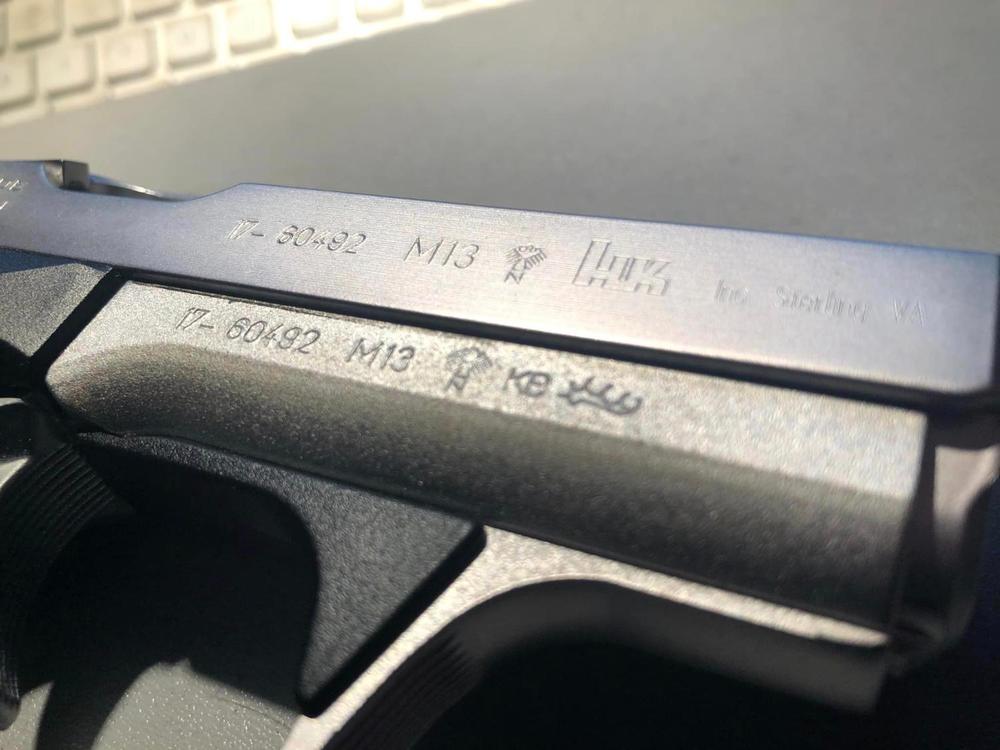 17- 60492 M13 N HK Inc Sterling VA
17- 60492 M13 N KB